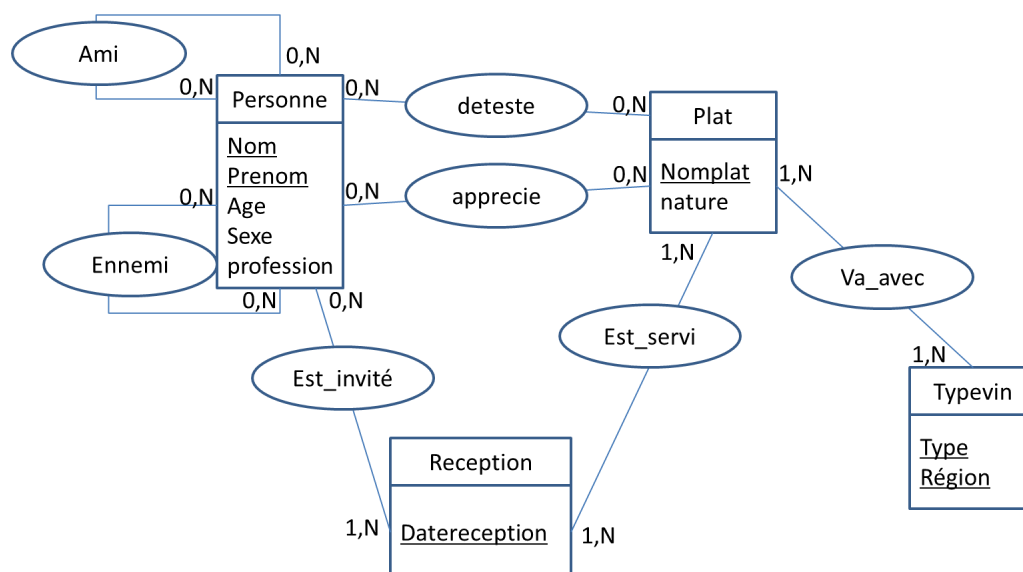 Ami
0,N
0,N
Personne
Nom
Prenom
Age
Sexe
profession
0,N
deteste
0,N
0,N
apprecie
0,N
Plat
Nomplat
nature
0,N
Ennemi
0,N
0,N
1,N
1,N
Va_avec
Est_invité
Est_servi
1,N
Typevin
Type
Région
Reception
Datereception
1,N
1,N